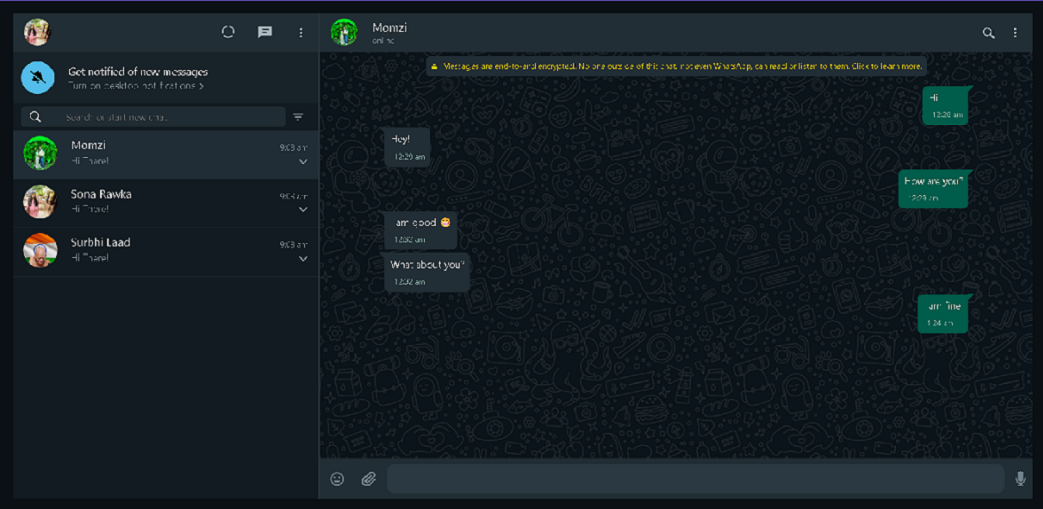 Momzi
online
Get notified of new messages
Turn on desktop notifications >
Search or start new chat
Momzi
9:08 am
Hi There!
Sona Rawka
9:08 am
Hi There!
Surbhi Laad
9:08 am
Hi There!
Messages are end-to-end encrypted. No one outside of this chat, not even WhatsApp, can read or listen to them. Click to learn more.
Hi
12:28 am
Hey!
12:29 am
How are you?
12:29 am
I am good 😄
12:32 am
What about you?
12:32 am
I am fine
1:24 am